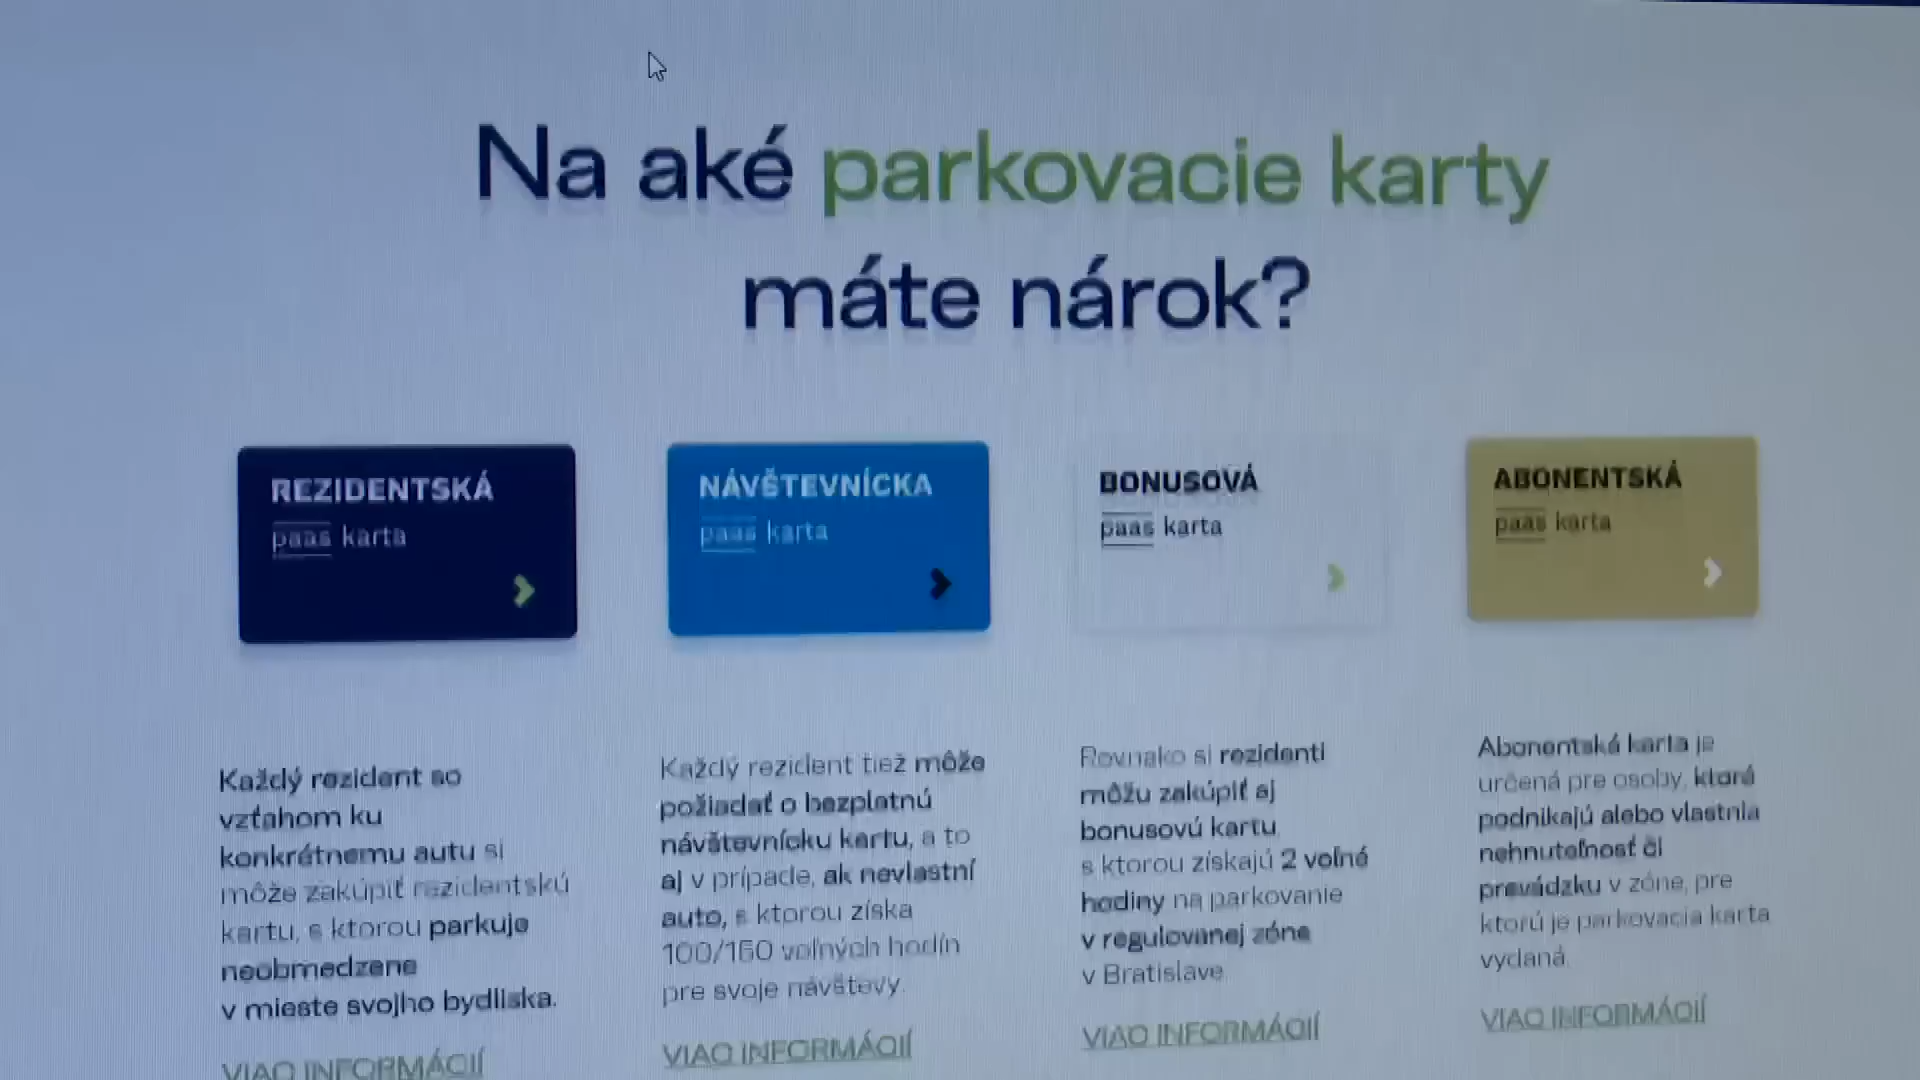 Na aké parkovacie karty
máte nárok?
REZIDENTSKÁ
paas karta
NÁVŠTEVNÍCKA
paas karta
BONUSOVÁ
paas karta
ABONENTSKÁ
paas karta
Každý rezident so
vzťahom ku
konkrétnemu autu si
môže zakúpiť rezidentskú
kartu, s ktorou parkuje
neobmedzene
v mieste svojho bydliska.
VIAC INFORMÁCIÍ
Každý rezident tiež môže
požiadať o bezplatnú
návštevnícku kartu, a to
aj v prípade, ak nevlastní
auto, s ktorou získa
100/150 voľných hodín
pre svoje návštevy.
VIAC INFORMÁCIÍ
Rovnako si rezidenti
môžu zakúpiť aj
bonusovú kartu
s ktorou získajú 2 voľné
hodiny na parkovanie
v regulovanej zóne
v Bratislave
VIAC INFORMÁCIÍ
Abonentská karta je
určená pre osoby, ktoré
podnikajú alebo vlastnia
nehnuteľnosť či
prevádzku v zóne, pre
ktorú je parkovacia karta
vydaná.
VIAC INFORMÁCIÍ